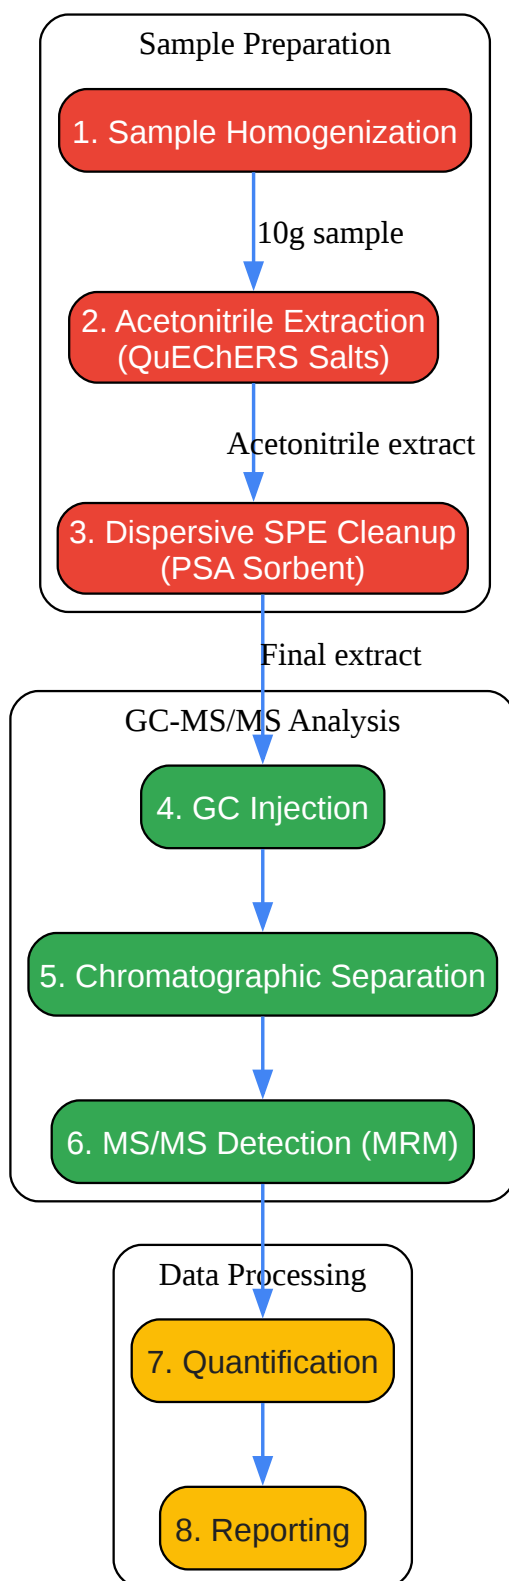 Sample Preparation
1. Sample Homogenization
10g sample
2. Acetonitrile Extraction
(QuEChERS Salts)
Acetonitrile extract
3. Dispersive SPE Cleanup
(PSA Sorbent)
Final extract
GC-MS/MS Analysis
4. GC Injection
5. Chromatographic Separation
6. MS/MS Detection (MRM)
Data Processing
7. Quantification
8. Reporting